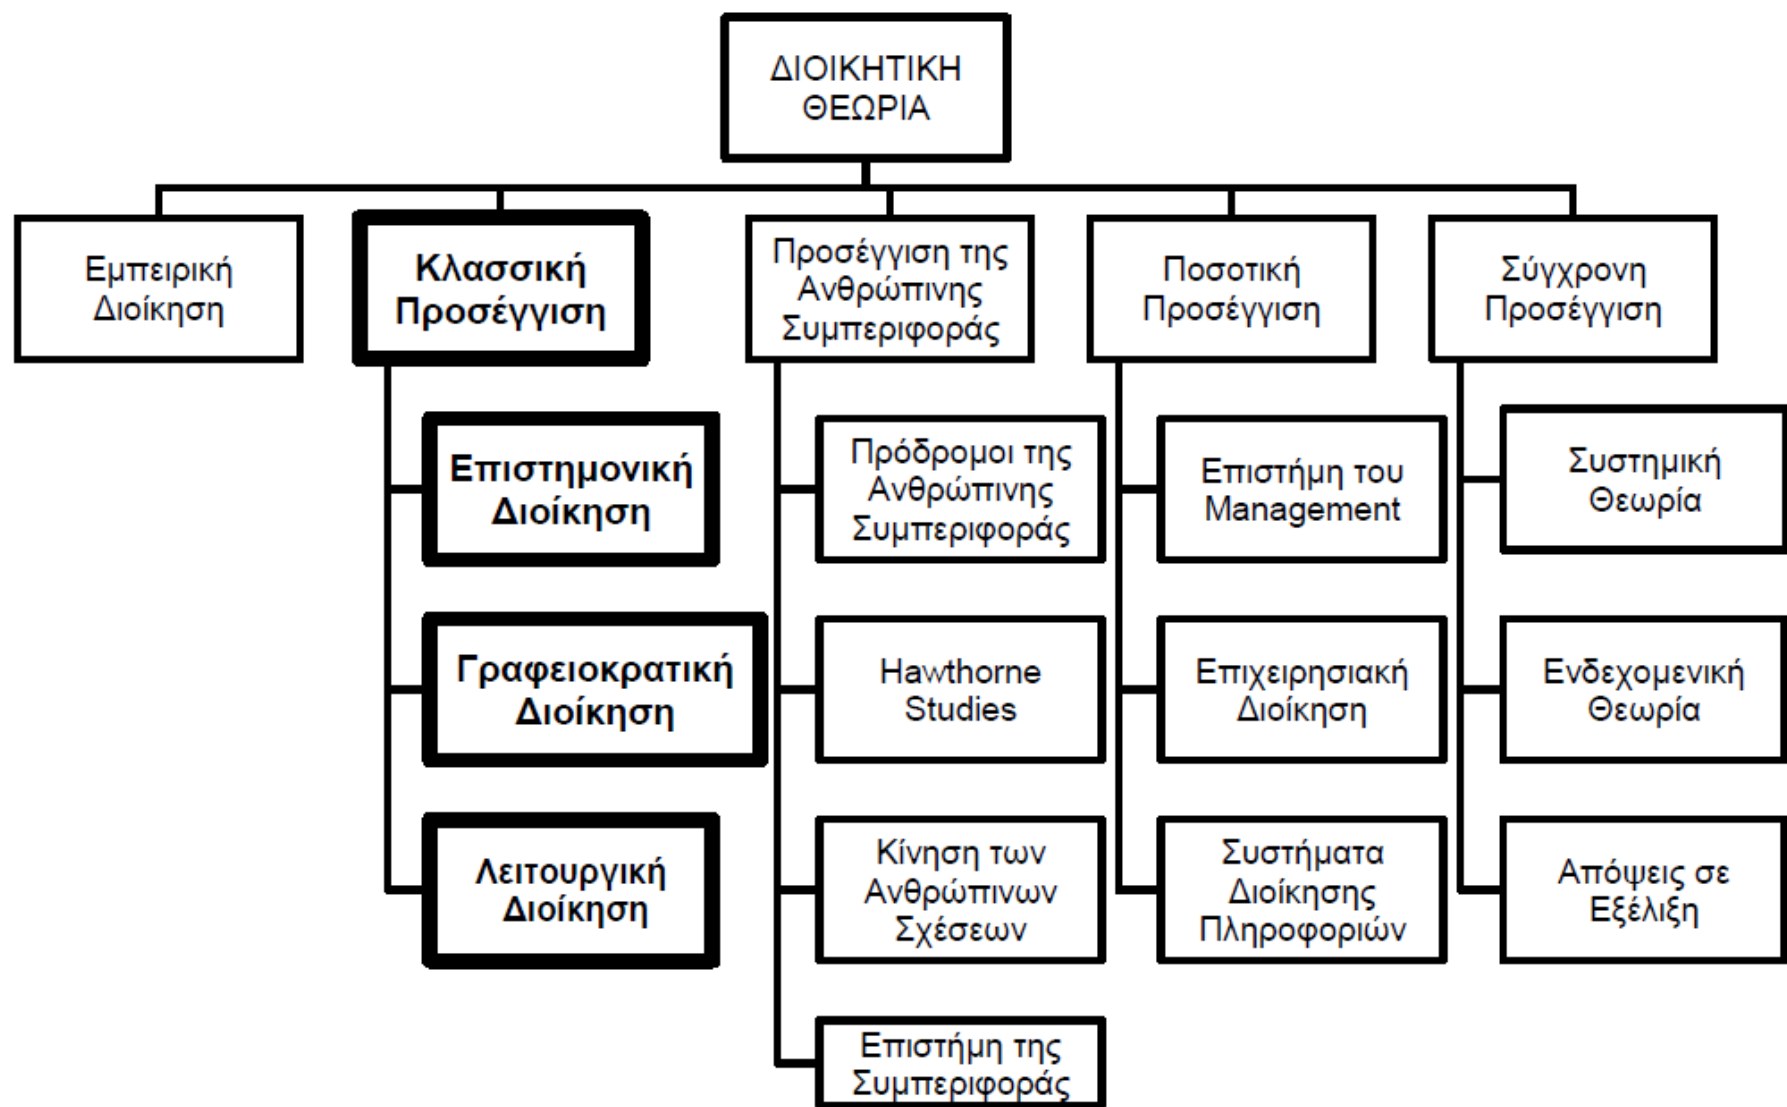 ΔΙΟΙΚΗΤΙΚΗ
ΘΕΩΡΙΑ
Εμπειρική
Διοίκηση
Κλασσική
Προσέγγιση
Προσέγγιση της
Ανθρώπινης
Συμπεριφοράς
Ποσοτική
Προσέγγιση
Σύγχρονη
Προσέγγιση
Επιστημονική
Διοίκηση
Γραφειοκρατική
Διοίκηση
Λειτουργική
Διοίκηση
Πρόδρομοι της
Ανθρώπινης
Συμπεριφοράς
Hawthorne
Studies
Κίνηση των
Ανθρώπινων
Σχέσεων
Επιστήμη της
Συμπεριφοράς
Επιστήμη του
Management
Επιχειρησιακή
Διοίκηση
Συστήματα
Διοίκησης
Πληροφοριών
Συστημική
Θεωρία
Ενδεχομενική
Θεωρία
Απόψεις σε
Εξέλιξη